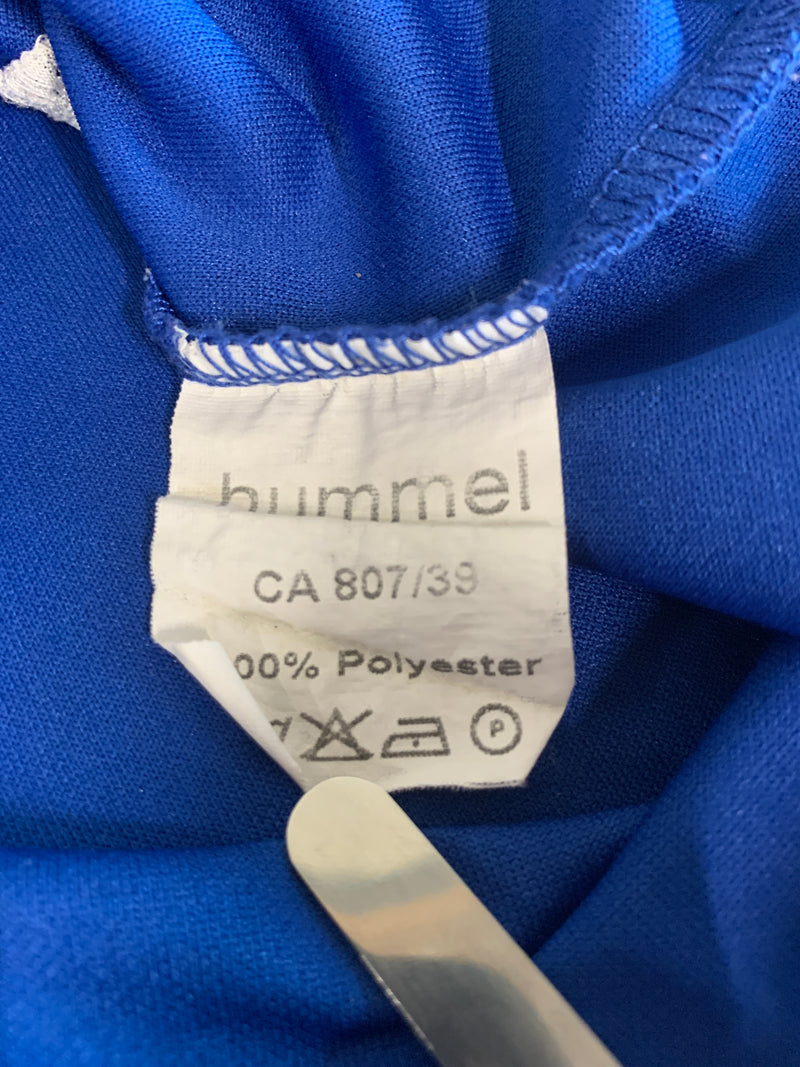 hummel
CA 807/39
00% Polyester
P